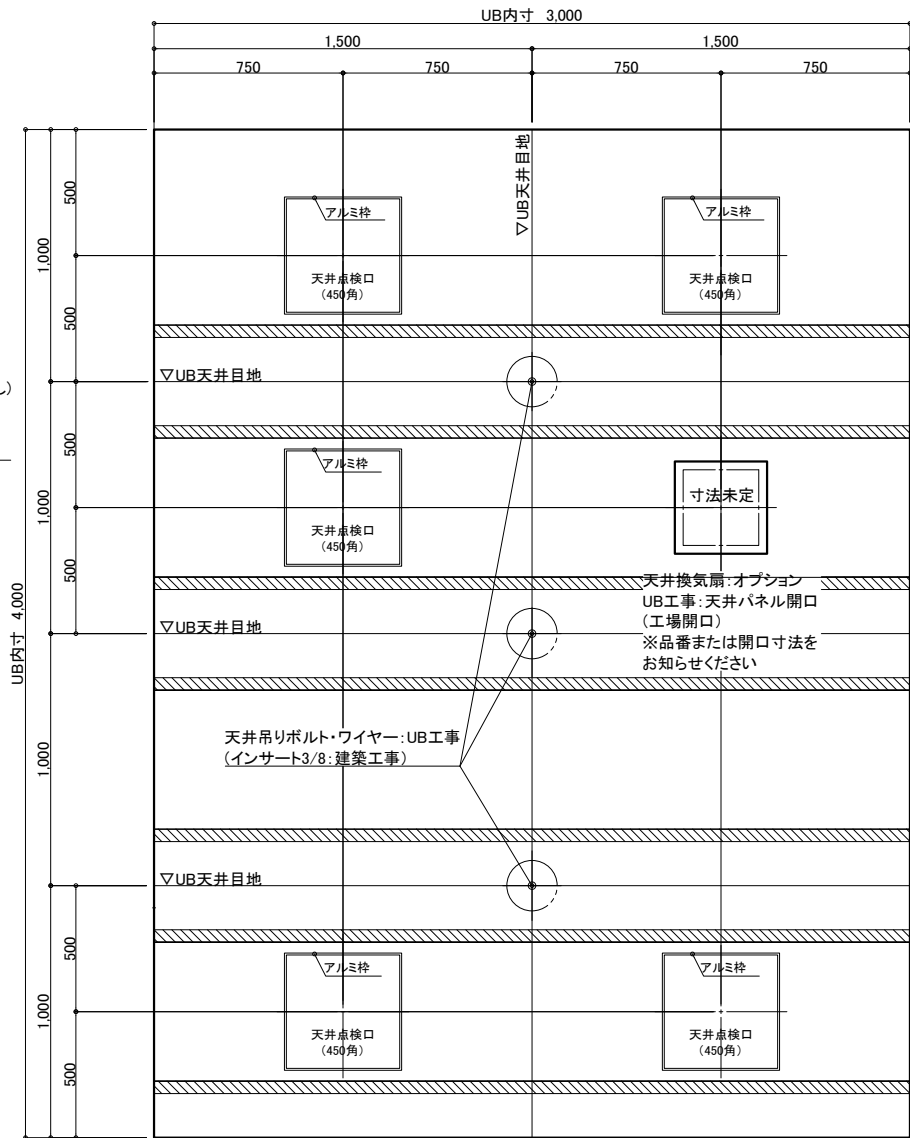 UB内寸 3,000
1,500
1,500
750
750
750
750
▽UB天井目地
500
アルミ枠
アルミ枠
1,000
天井点検口
(450角)
天井点検口
(450角)
500
▽UB天井目地
し)
500
アルミ枠
1,000
寸法未定
天井点検口
(450角)
500
天井換気扇:オプション
UB工事:天井パネル開口
(工場開口)
※品番または開口寸法を
お知らせください
▽UB天井目地
UB内寸 4,000
天井吊りボルト・ワイヤー:UB工事
(インサート3/8:建築工事)
1,000
▽UB天井目地
500
アルミ枠
アルミ枠
1,000
天井点検口
(450角)
天井点検口
(450角)
500